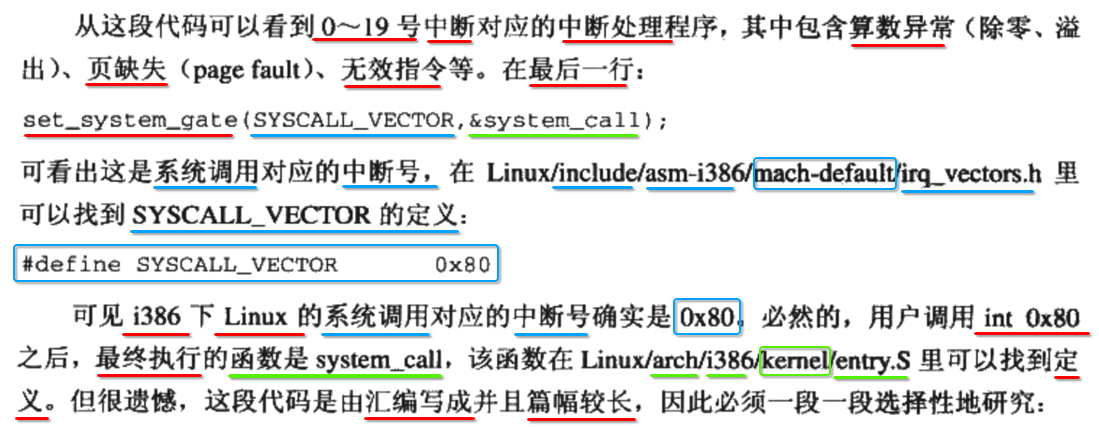 从这段代码可以看到 0～19 号中断对应的中断处理程序，其中包含算数异常（除零、溢
出）、页缺失（page fault）、无效指令等。在最后一行：
set_system_gate(SYSCALL_VECTOR,&system_call);
可看出这是系统调用对应的中断号，在 Linux/include/asm-i386/mach-default/irq_vectors.h 里
可以找到 SYSCALL_VECTOR 的定义：
#define SYSCALL_VECTOR 0x80
可见 i386 下 Linux 的系统调用对应的中断号确实是 0x80。必然的，用户调用 int 0x80
之后，最终执行的函数是 system_call，该函数在 Linux/arch/i386/kernel/entry.S 里可以找到定
义。但很遗憾，这段代码是由汇编写成并且篇幅较长，因此必须一段一段选择性地研究：